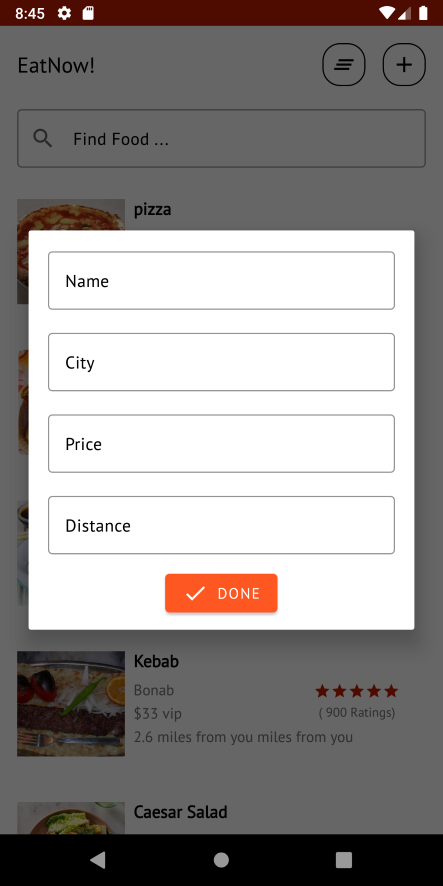 8:45
EatNow!
Find Food ...
pizza
Name
City
Price
Distance
DONE
Kebab
Bonab
$33 vip
( 900 Ratings)
2.6 miles from you miles from you
Caesar Salad